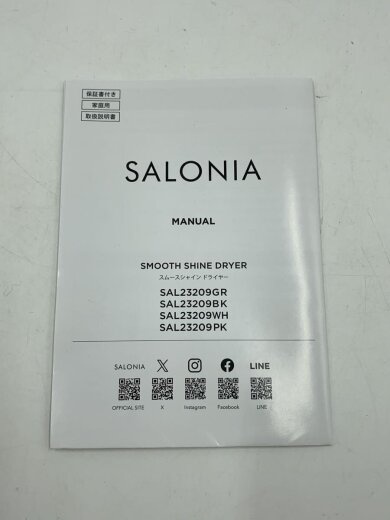 保証書付き
家庭用
取扱説明書
SALONIA
MANUAL
SMOOTH SHINE DRYER
スムースシャイン ドライヤー
SAL23209GR
SAL23209BK
SAL23209WH
SAL23209PK
SALONIA LINE
OFFICIAL SITE X Instagram Facebook LINE